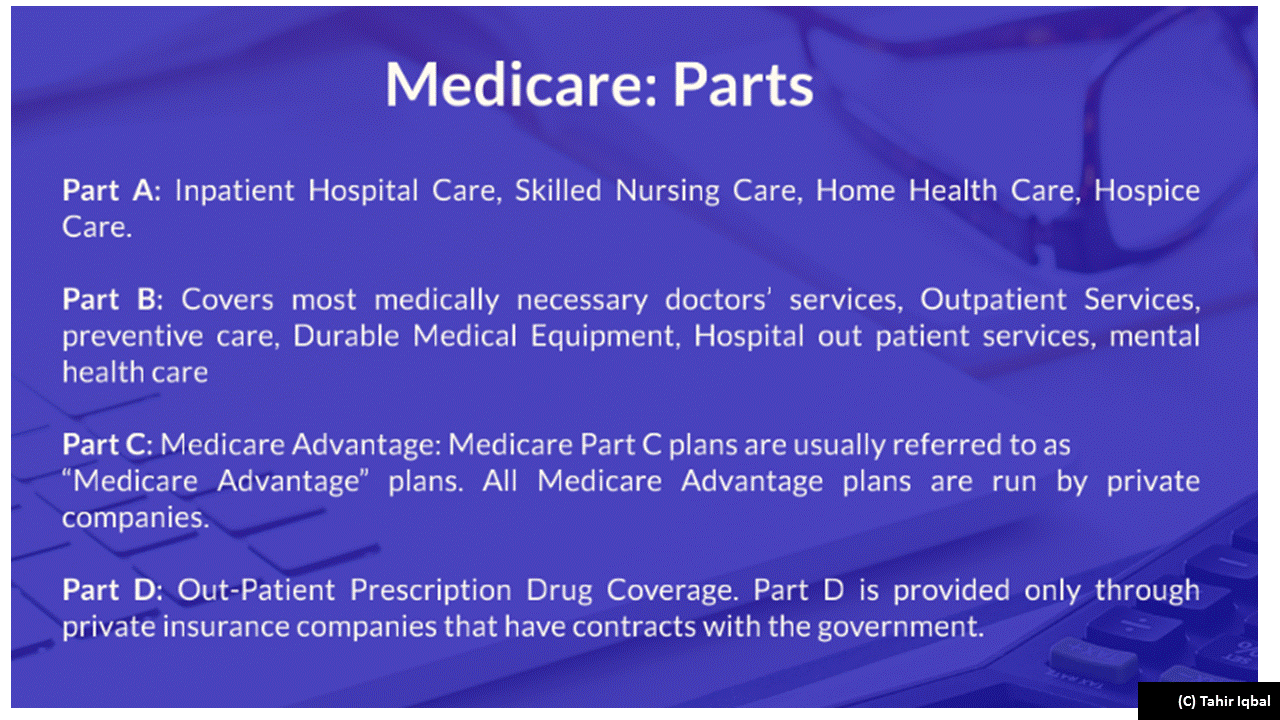 Medicare: Parts
Part A: Inpatient Hospital Care, Skilled Nursing Care, Home Health Care, Hospice
Care.
Part B: Covers most medically necessary doctors’ services, Outpatient Services,
preventive care, Durable Medical Equipment, Hospital out patient services, mental
health care
Part C: Medicare Advantage: Medicare Part C plans are usually referred to as
“Medicare Advantage” plans. All Medicare Advantage plans are run by private
companies.
Part D: Out-Patient Prescription Drug Coverage. Part D is provided only through
private insurance companies that have contracts with the government.
÷
%
SET
TAX RATE
(C) Tahir Iqbal